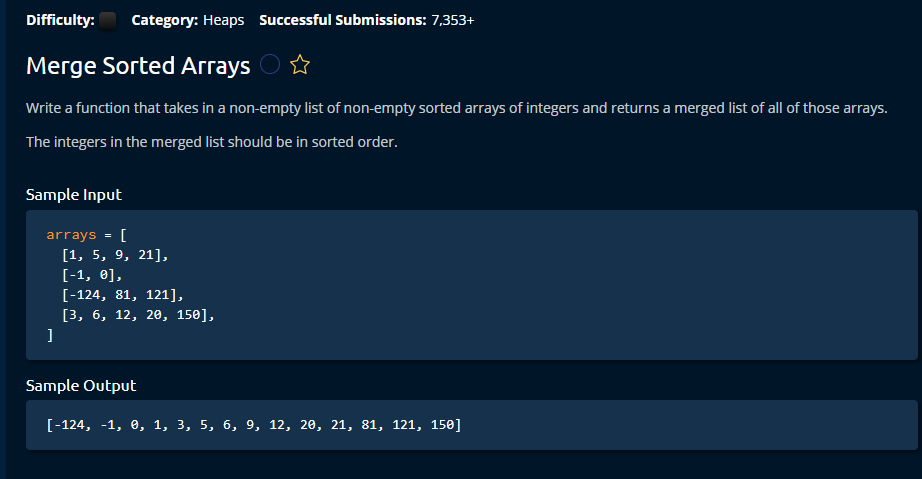 Difficulty: Category: Heaps Successful Submissions: 7,353+
Merge Sorted Arrays
Write a function that takes in a non-empty list of non-empty sorted arrays of integers and returns a merged list of all of those arrays.
The integers in the merged list should be in sorted order.
Sample Input
arrays = [
[1, 5, 9, 21],
[-1, 0],
[-124, 81, 121],
[3, 6, 12, 20, 150],
]
Sample Output
[-124, -1, 0, 1, 3, 5, 6, 9, 12, 20, 21, 81, 121, 150]